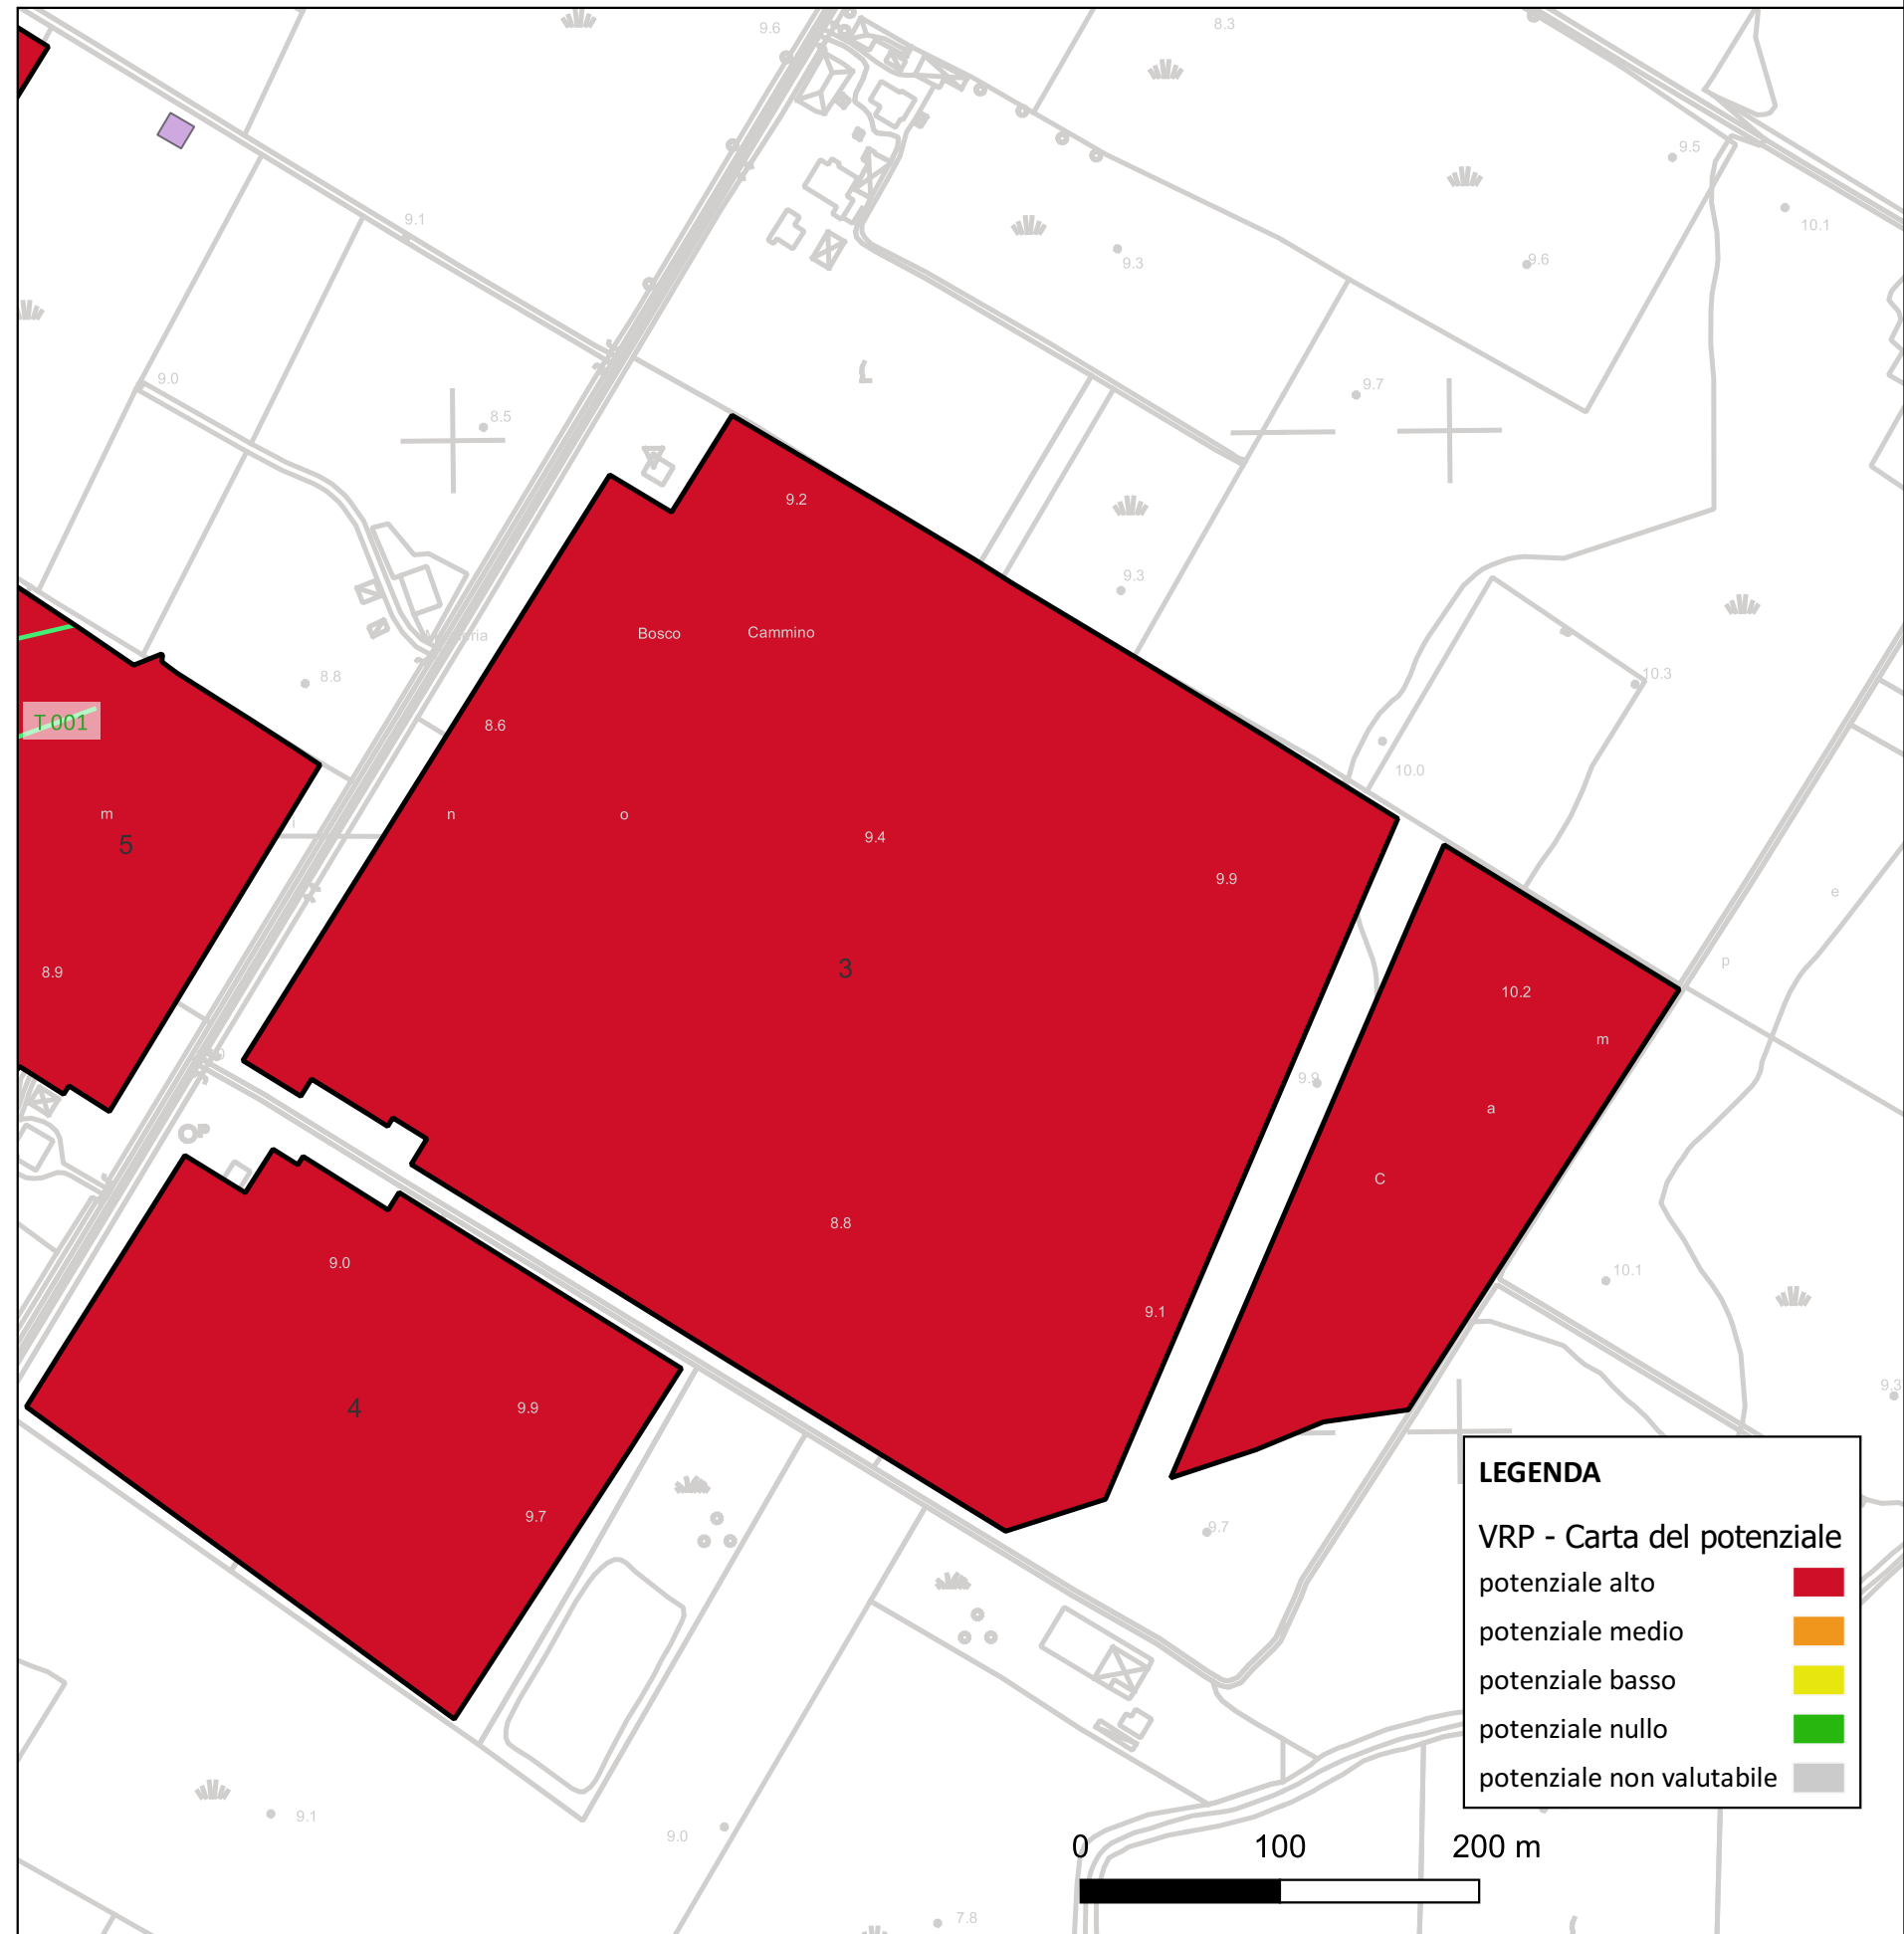 9.6
8.3
9.5
9.1
10.1
9.3
9.6
9.0
9.7
8.5
9.2
9.3
Bosco Cammino
8.8
10.3
T 001
8.6
10.0
m
n
o
5
9.4
9.9
e
3
p
8.9
10.2
m
9.9
a
C
8.8
9.0
10.1
9.1
4
9.9
9.3
9.7
9.7
LEGENDA
VRP - Carta del potenziale
potenziale alto
potenziale medio
potenziale basso
potenziale nullo
potenziale non valutabile
9.1
9.0
0 100 200 m
7.8